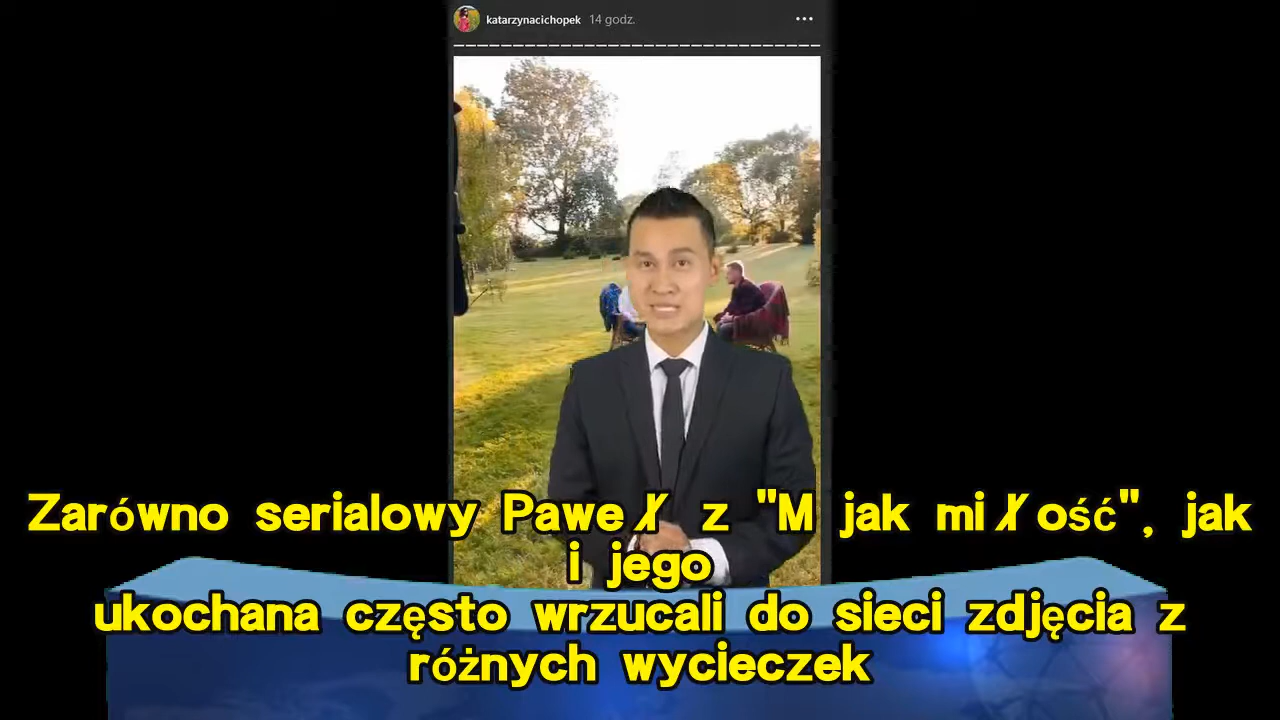 katarzynacichopek 14 godz.
Zarówno serialowy Paweł z "M jak miłość", jak
i jego
ukochana często wrzucali do sieci zdjęcia z
różnych wycieczek